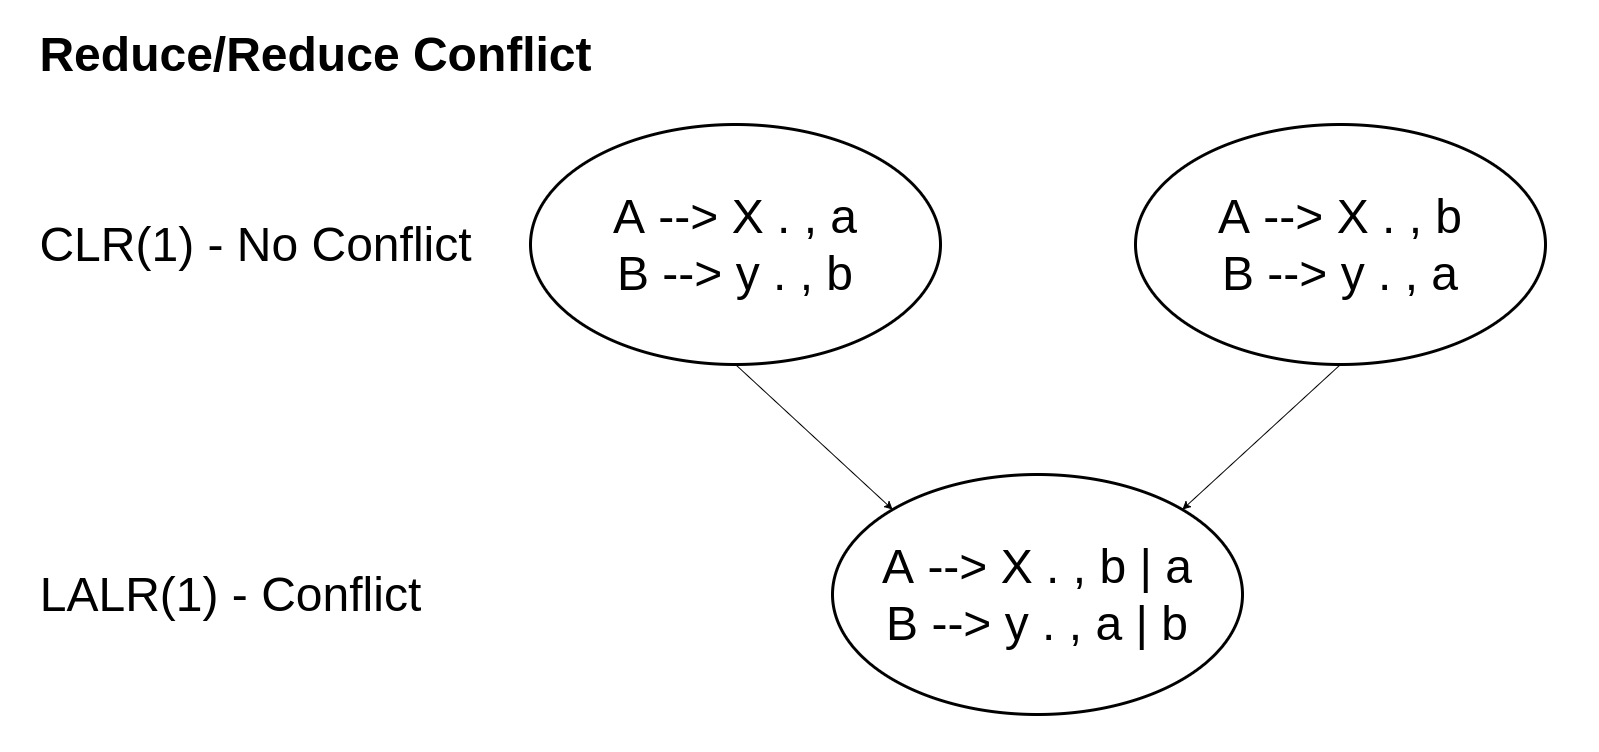 Reduce/Reduce Conflict
CLR(1) - No Conflict
A --> X . , a
B --> y . , b
A --> X . , b
B --> y . , a
LALR(1) - Conflict
A --> X . , b | a
B --> y . , a | b